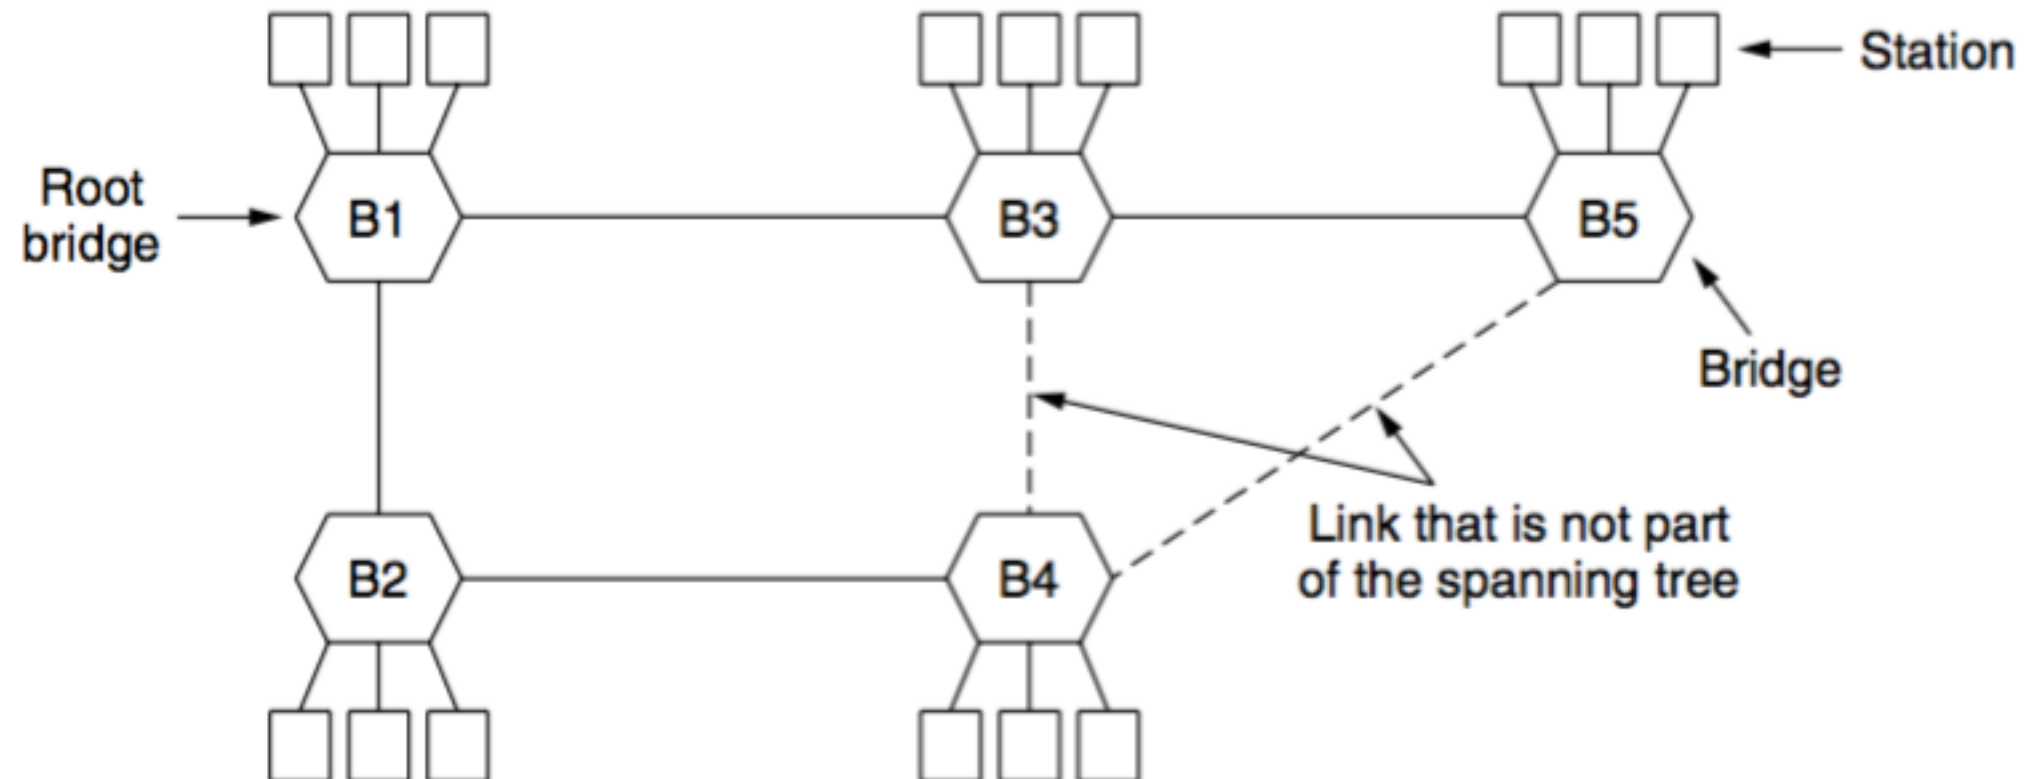 Station
Root
bridge
B1
B3
B5
Bridge
Link that is not part
of the spanning tree
B2
B4